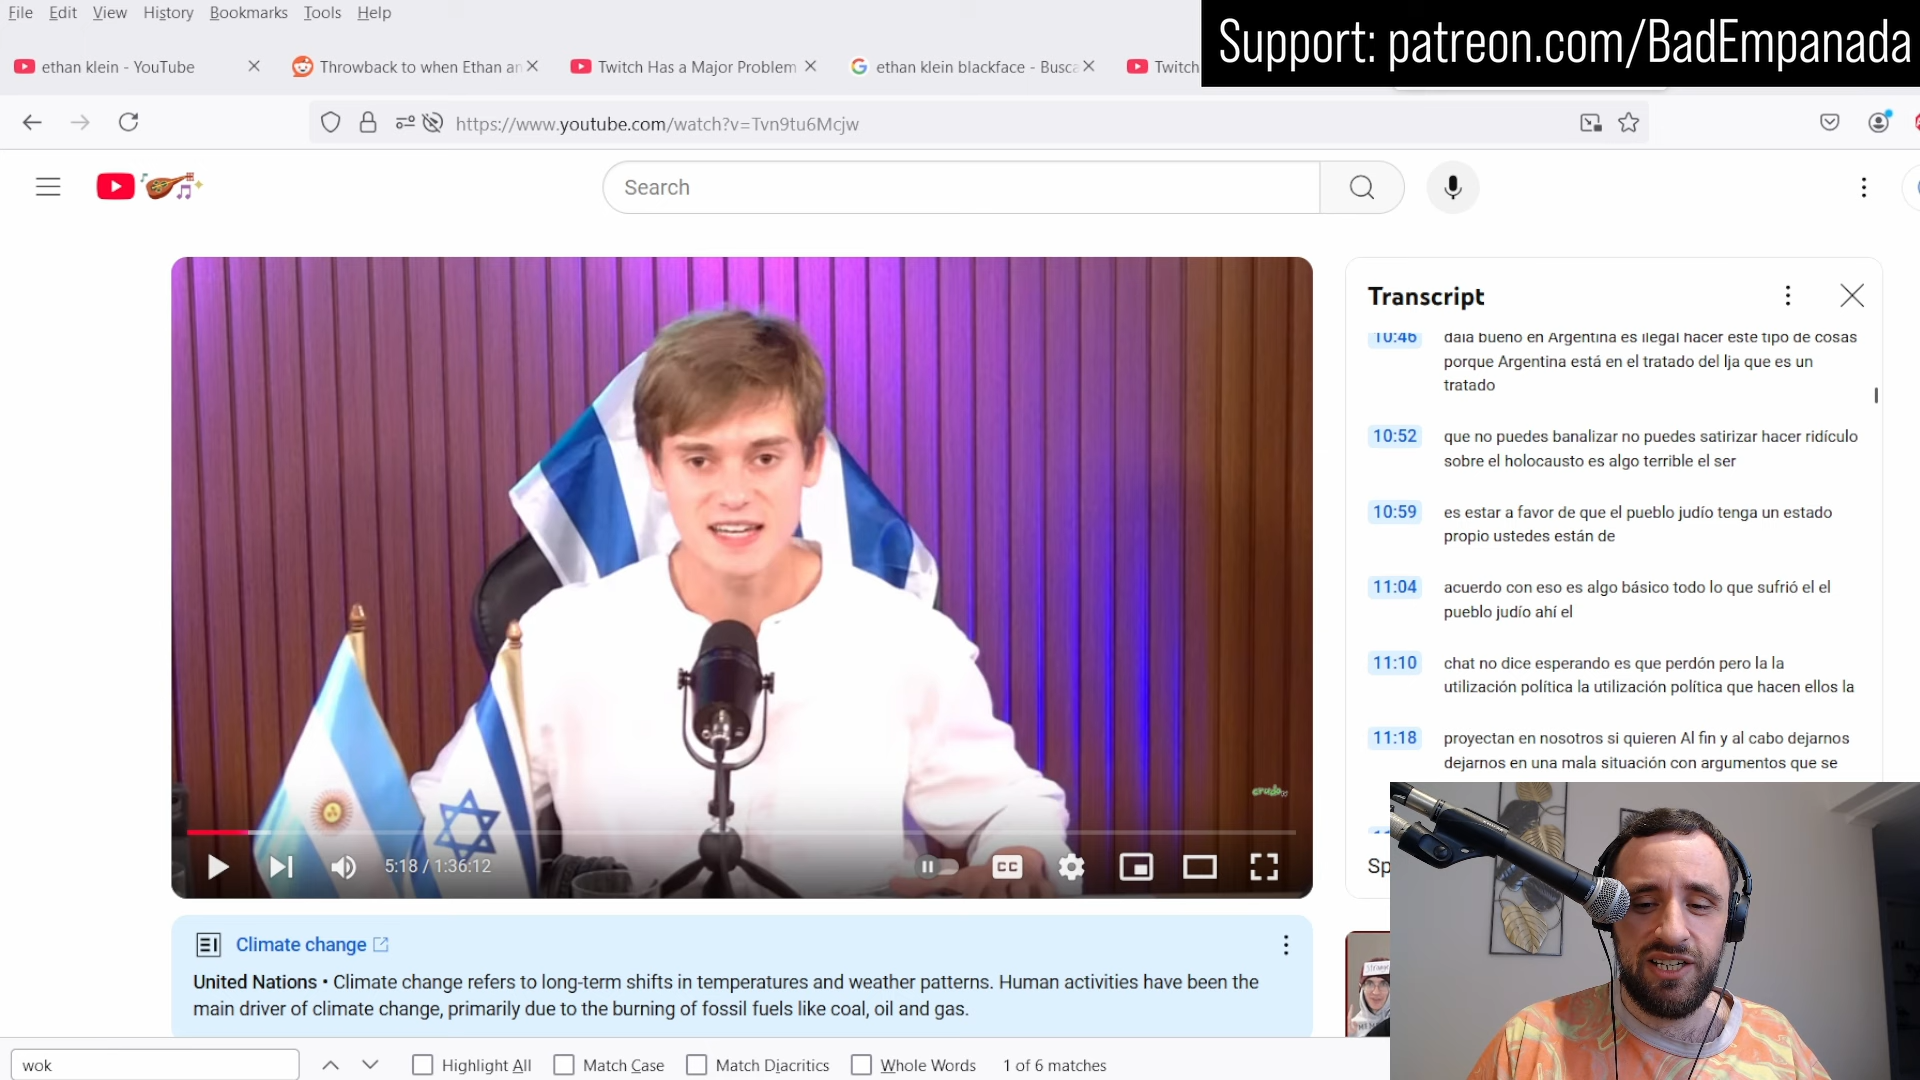 File Edit View History Bookmarks Tools Help
Support: patreon.com/BadEmpanada
ethan klein - YouTube
Throwback to when Ethan an
Twitch Has a Major Problem
ethan klein blackface - Busca
Twitch
https://www.youtube.com/watch?v=Tvn9tu6Mcjw
Search
Transcript
10:46
dala bueno en Argentina es ilegal hacer este tipo de cosas
porque Argentina está en el tratado del lja que es un
tratado
10:52
que no puedes banalizar no puedes satirizar hacer ridículo
sobre el holocausto es algo terrible el ser
10:59
es estar a favor de que el pueblo judío tenga un estado
propio ustedes están de
11:04
acuerdo con eso es algo básico todo lo que sufrió el el
pueblo judío ahí el
11:10
chat no dice esperando es que perdón pero la la
utilización política la utilización política que hacen ellos la
11:18
proyectan en nosotros si quieren Al fin y al cabo dejarnos
dejarnos en una mala situación con argumentos que se
Sp
crudo
5:18 / 1:36:12
CC
Climate change
United Nations • Climate change refers to long-term shifts in temperatures and weather patterns. Human activities have been the
main driver of climate change, primarily due to the burning of fossil fuels like coal, oil and gas.
wok
Highlight All
Match Case
Match Diacritics
Whole Words
1 of 6 matches